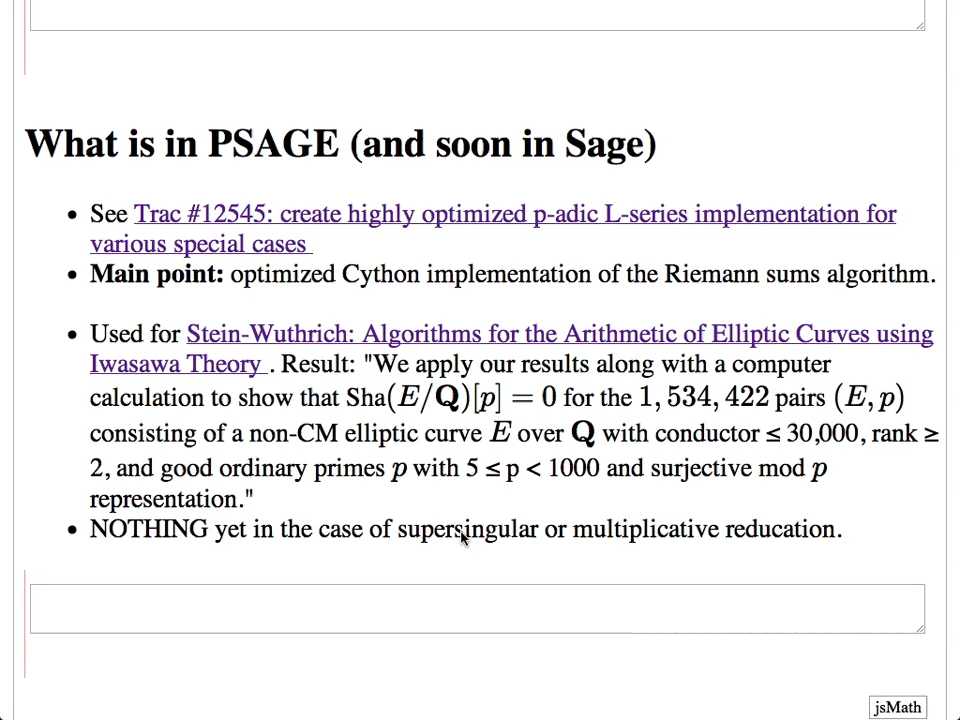 What is in PSAGE (and soon in Sage)
• See Trac #12545: create highly optimized p-adic L-series implementation for
various special cases
• Main point: optimized Cython implementation of the Riemann sums algorithm.
• Used for Stein-Wuthrich: Algorithms for the Arithmetic of Elliptic Curves using
Iwasawa Theory . Result: "We apply our results along with a computer
calculation to show that Sha(E/Q)[p] = 0 for the 1, 534, 422 pairs (E, p)
consisting of a non-CM elliptic curve E over Q with conductor ≤ 30,000, rank ≥
2, and good ordinary primes p with 5 ≤ p < 1000 and surjective mod p
representation."
• NOTHING yet in the case of supersingular or multiplicative reducation.
jsMath